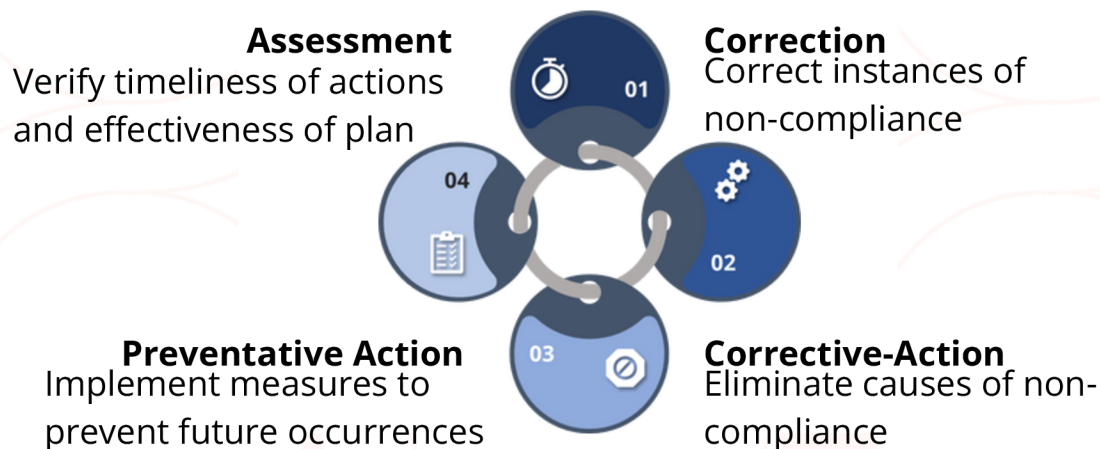 Assessment
Verify timeliness of actions
and effectiveness of plan
Correction
Correct instances of
non-compliance
01
04
02
03
Preventative Action
Implement measures to
prevent future occurrences
Corrective-Action
Eliminate causes of non-
compliance